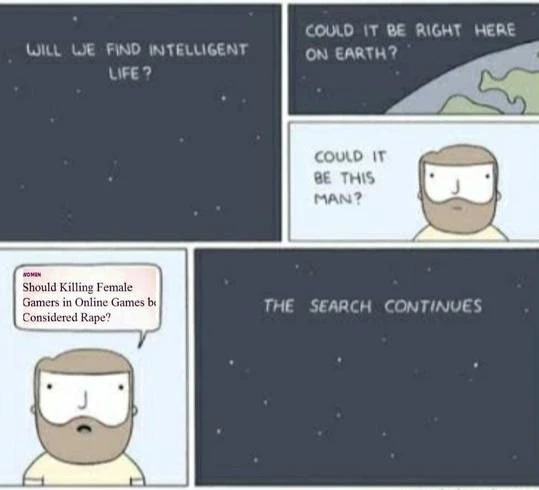 WILL WE FIND INTELLIGENT
LIFE?
COULD IT BE RIGHT HERE
ON EARTH?
COULD IT
BE THIS
MAN?
WOMEN
Should Killing Female
Gamers in Online Games be
Considered Rape?
THE SEARCH CONTINUES